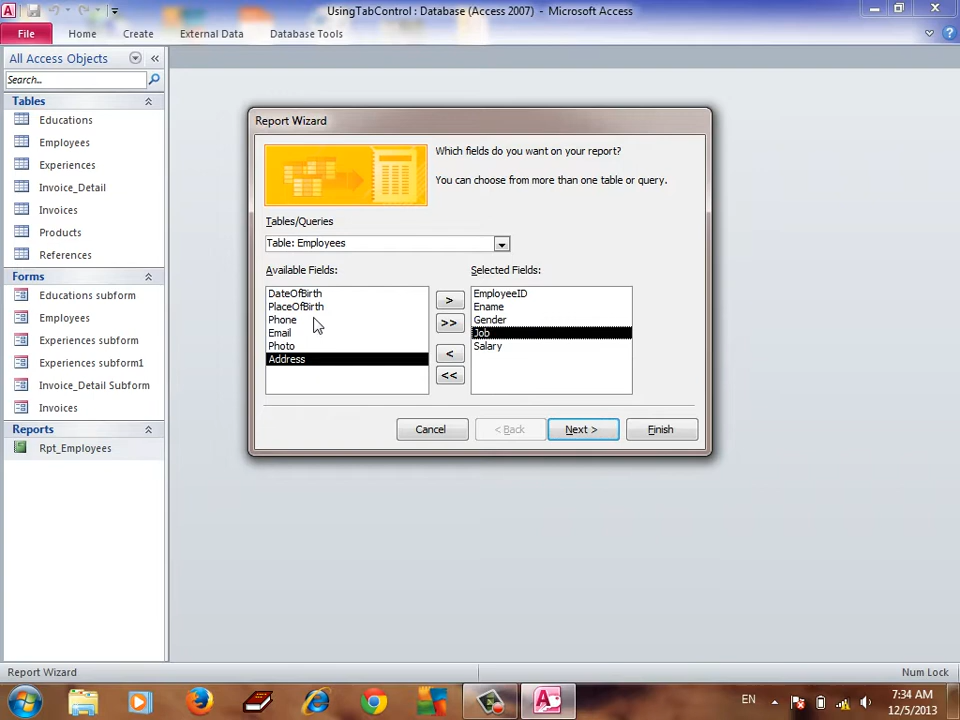 UsingTabControl : Database (Access 2007) - Microsoft Access
File Home Create External Data Database Tools
All Access Objects
Search...
Tables
Educations
Employees
Experiences
Invoice_Detail
Invoices
Products
References
Forms
Educations subform
Employees
Experiences subform
Experiences subform1
Invoice_Detail Subform
Invoices
Reports
Rpt_Employees
Report Wizard
Which fields do you want on your report?
You can choose from more than one table or query.
Tables/Queries
Table: Employees
Available Fields:
DateOfBirth
PlaceOfBirth
Phone
Email
Photo
Address
>
>>
<
<<
Selected Fields:
EmployeeID
Ename
Gender
Job
Salary
Cancel < Back Next > Finish
Report Wizard Num Lock
EN
7:34 AM
12/5/2013